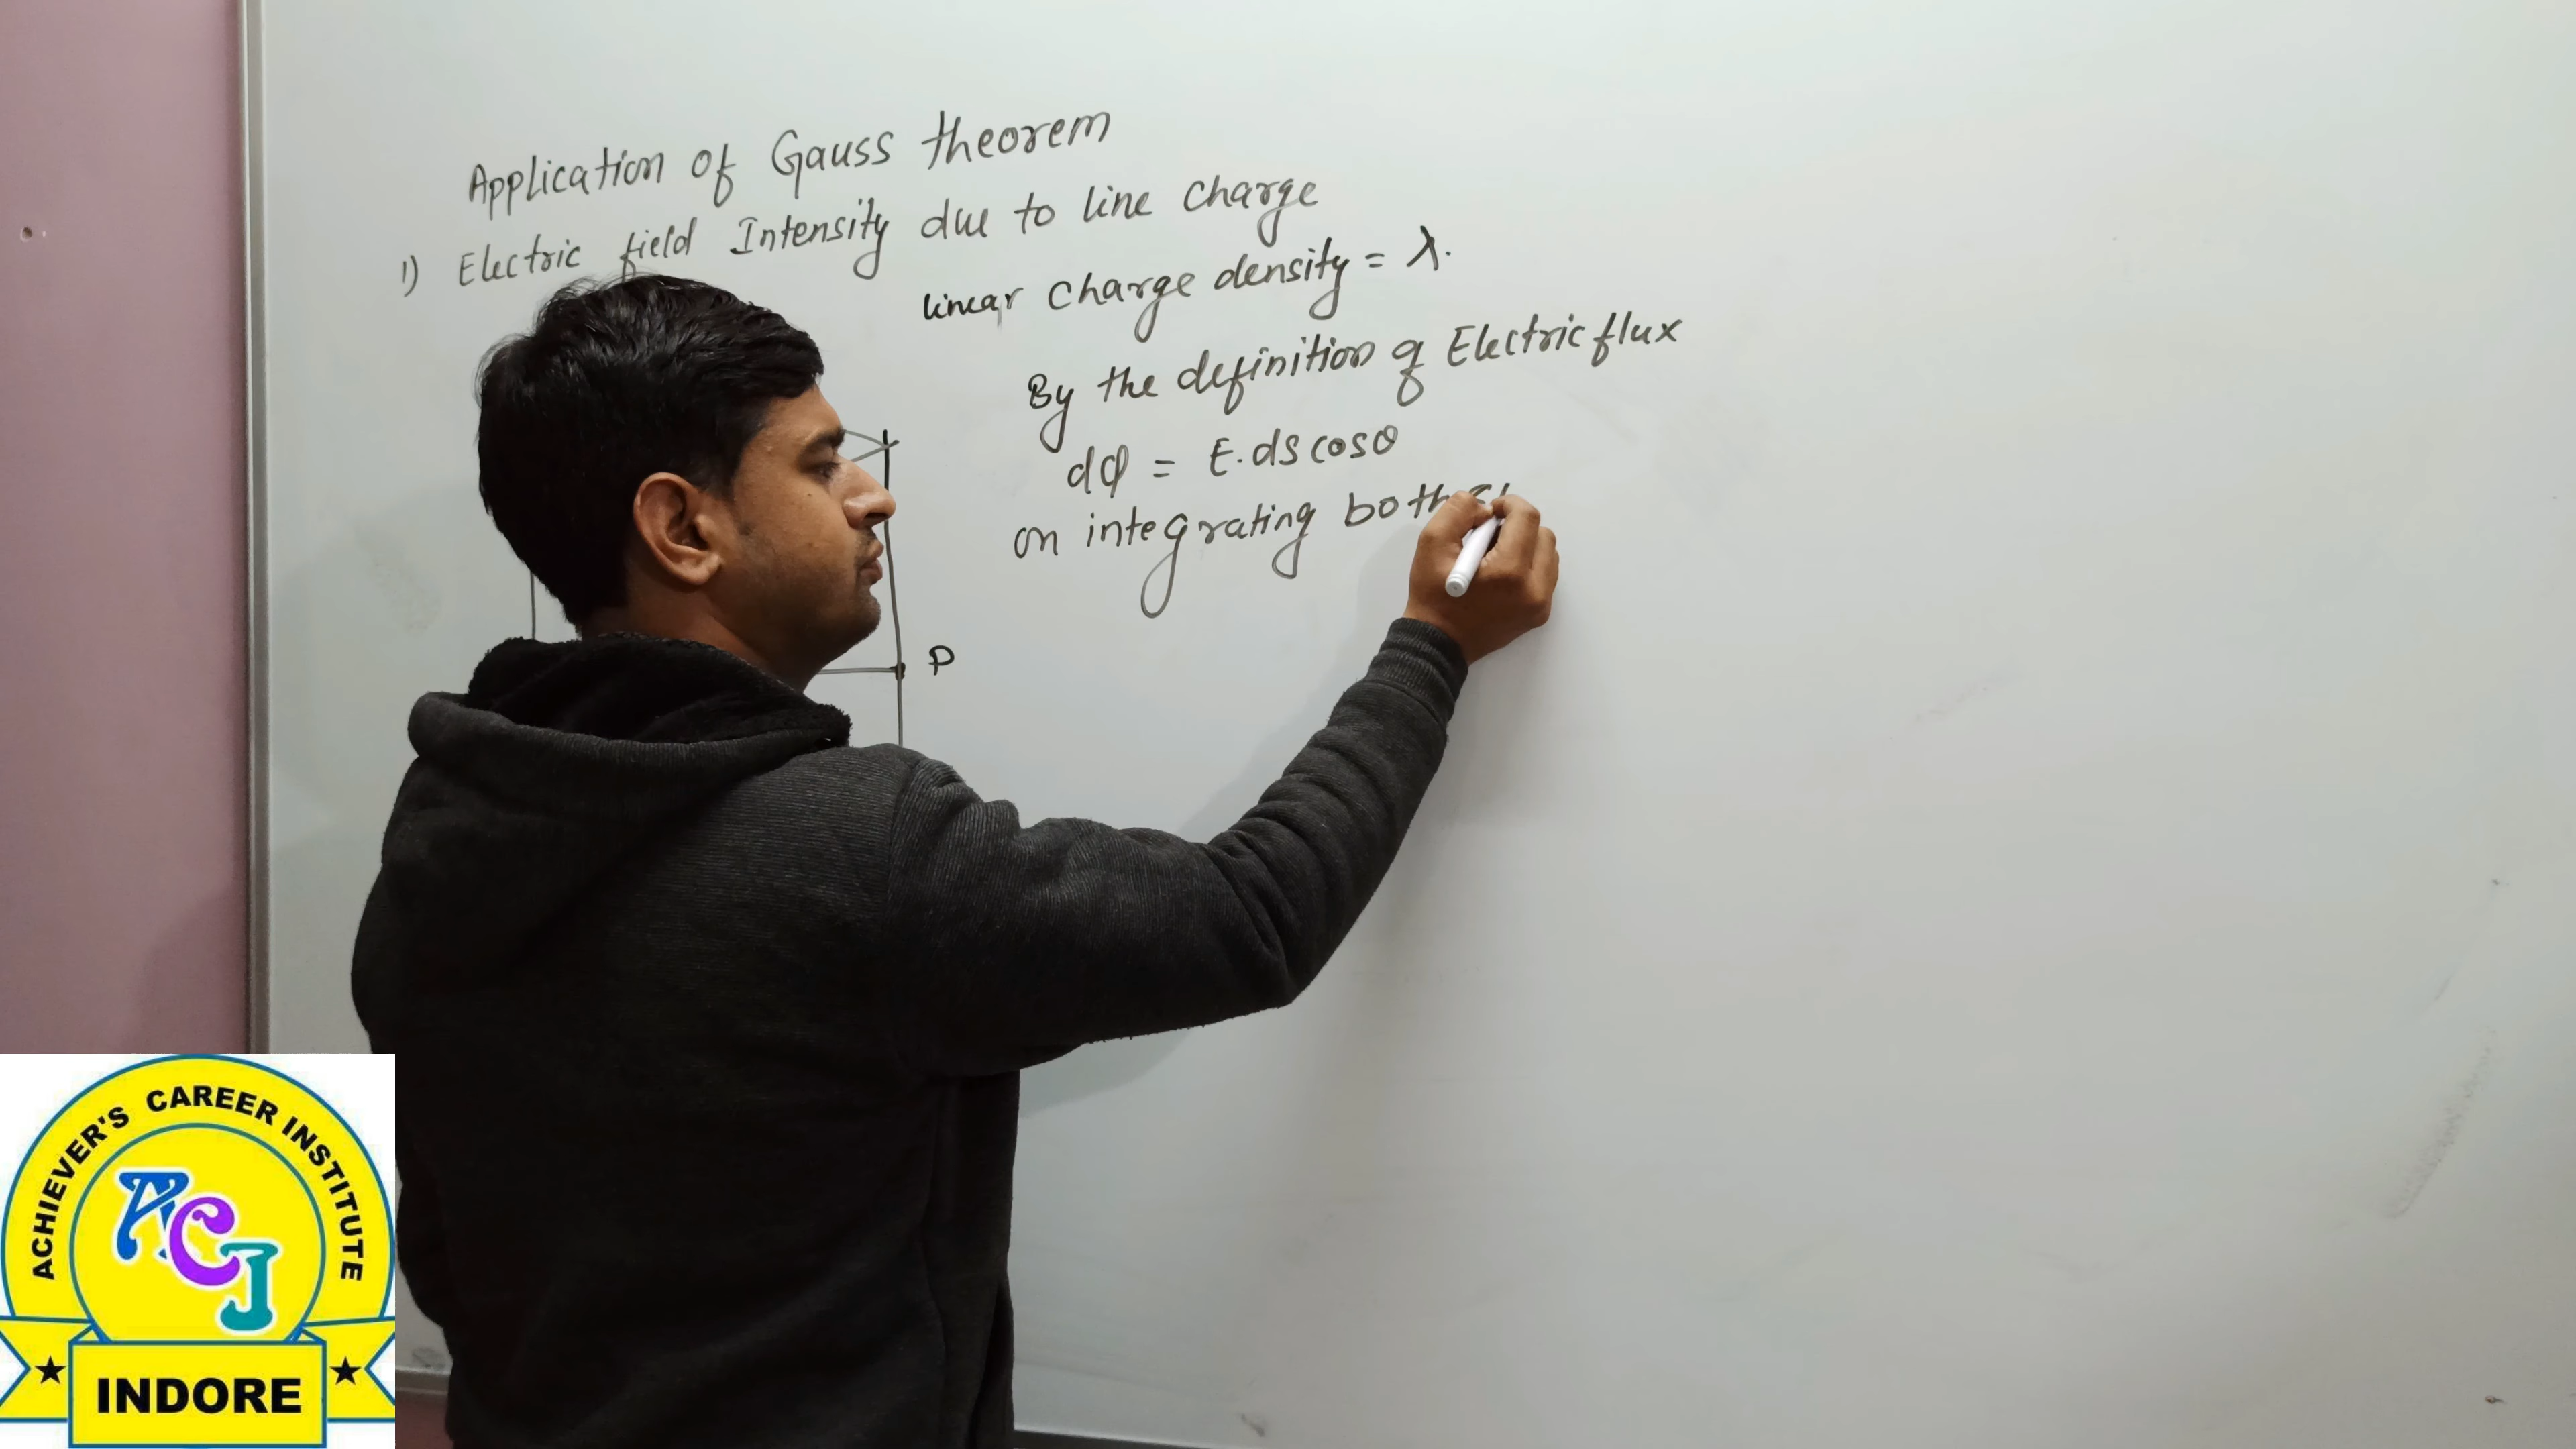 Application of Gauss theorem
1) Electric field Intensity due to line charge
linear charge density = λ.
By the definition of Electric flux
dφ = E.ds cosθ
on integrating both
P
ACHIEVER'S CAREER INSTITUTE
ACI
INDORE